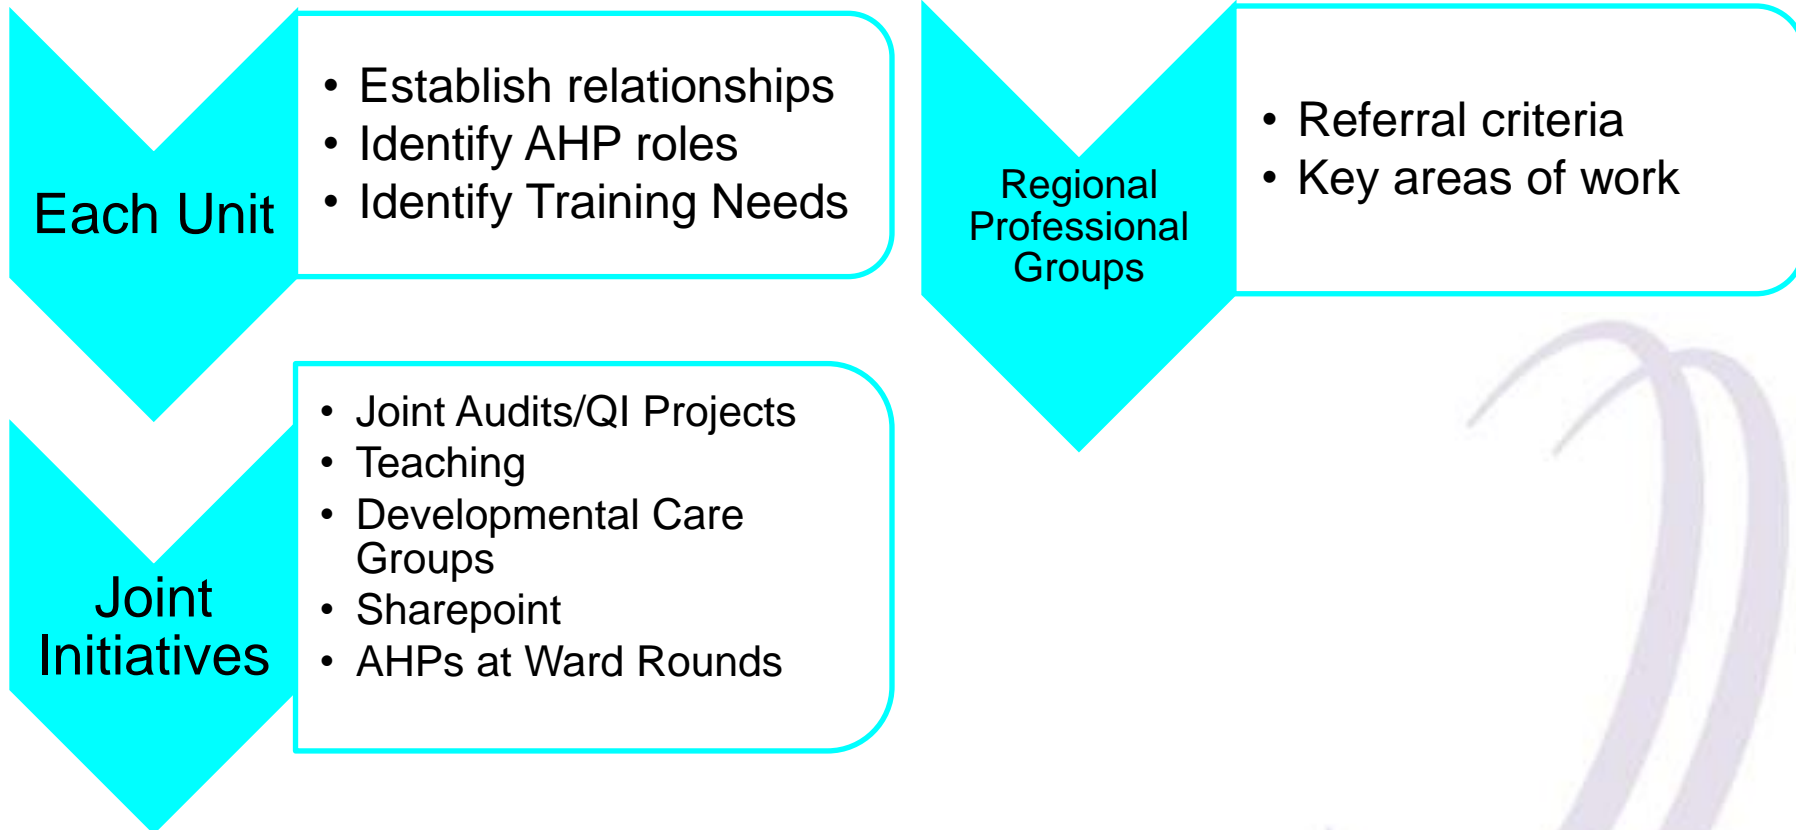 Each Unit
• Establish relationships
• Identify AHP roles
• Identify Training Needs
Joint
Initiatives
• Joint Audits/QI Projects
• Teaching
• Developmental Care
Groups
• Sharepoint
• AHPs at Ward Rounds
Regional
Professional
Groups
• Referral criteria
• Key areas of work